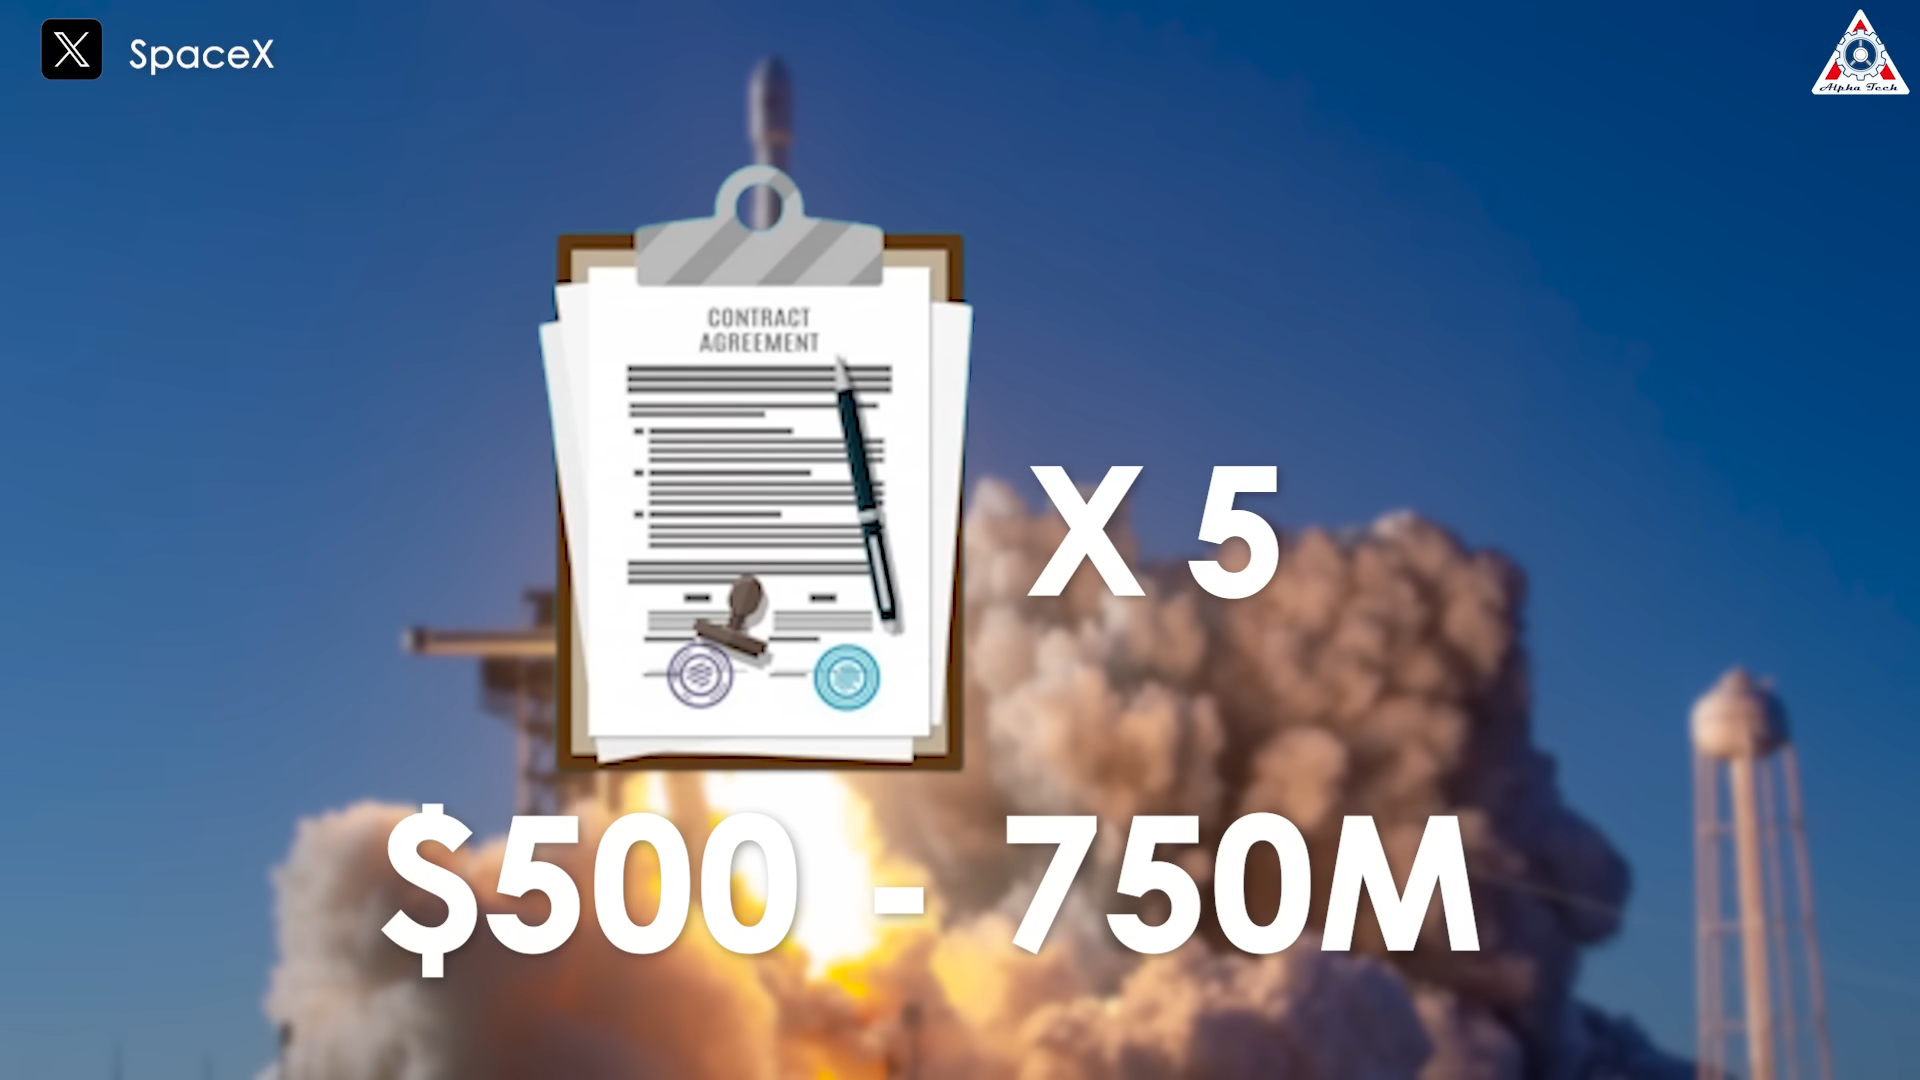 X SpaceX
Alpha Tech
CONTRACT
AGREEMENT
X 5
$500 - 750M